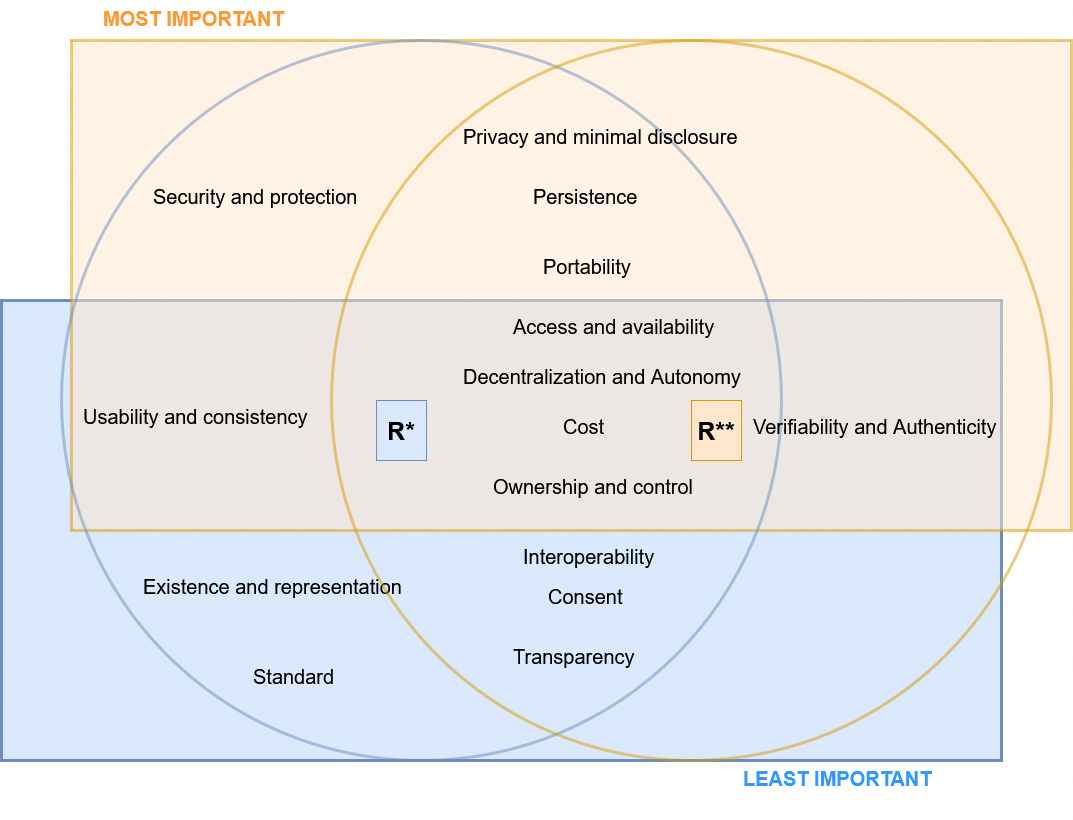 MOST IMPORTANT
Privacy and minimal disclosure
Security and protection
Persistence
Portability
Access and availability
Decentralization and Autonomy
Usability and consistency
R*
Cost
R**
Verifiability and Authenticity
Ownership and control
Interoperability
Existence and representation
Consent
Transparency
Standard
LEAST IMPORTANT